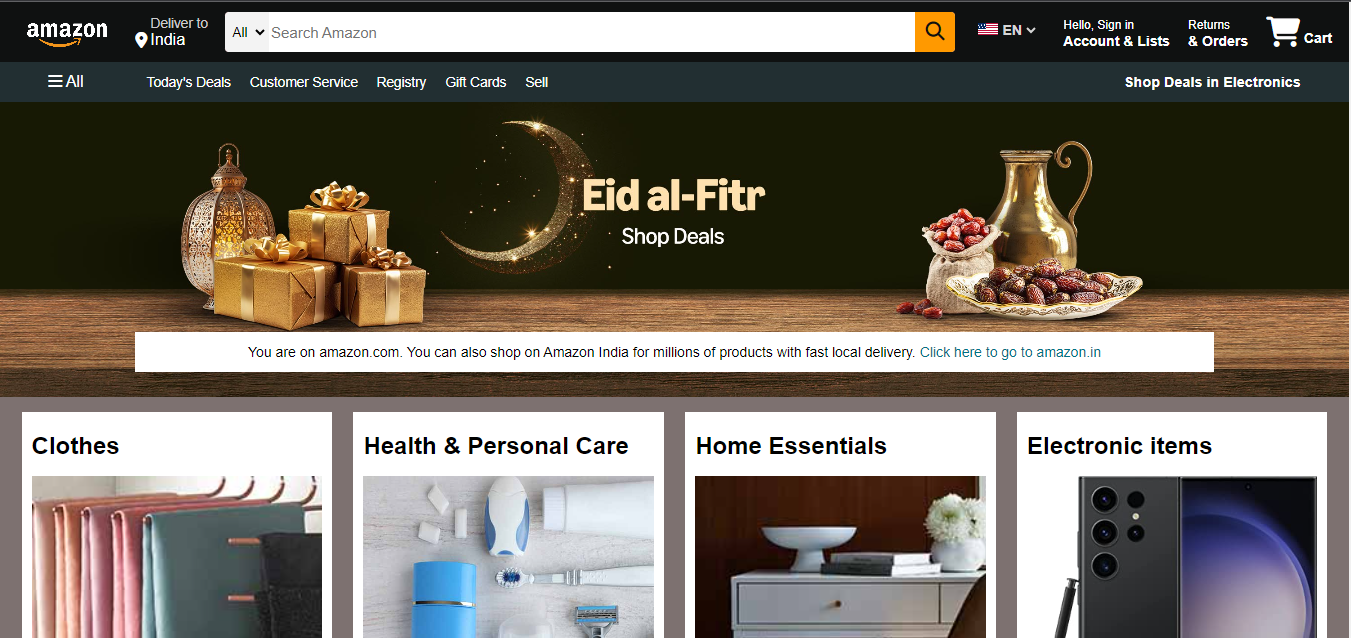 amazon
Deliver to
India
All
Search Amazon
EN
Hello, Sign in
Account & Lists
Returns
& Orders
Cart
All
Today's Deals
Customer Service
Registry
Gift Cards
Sell
Shop Deals in Electronics
Eid al-Fitr
Shop Deals
You are on amazon.com. You can also shop on Amazon India for millions of products with fast local delivery. Click here to go to amazon.in
Clothes
Health & Personal Care
Home Essentials
Electronic items